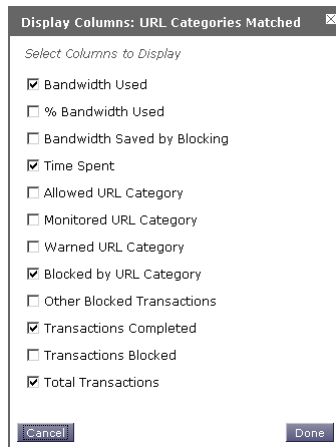 Display Columns: URL Categories Matched
Select Columns to Display
Bandwidth Used
% Bandwidth Used
Bandwidth Saved by Blocking
Time Spent
Allowed URL Category
Monitored URL Category
Warned URL Category
Blocked by URL Category
Other Blocked Transactions
Transactions Completed
Transactions Blocked
Total Transactions
Cancel Done